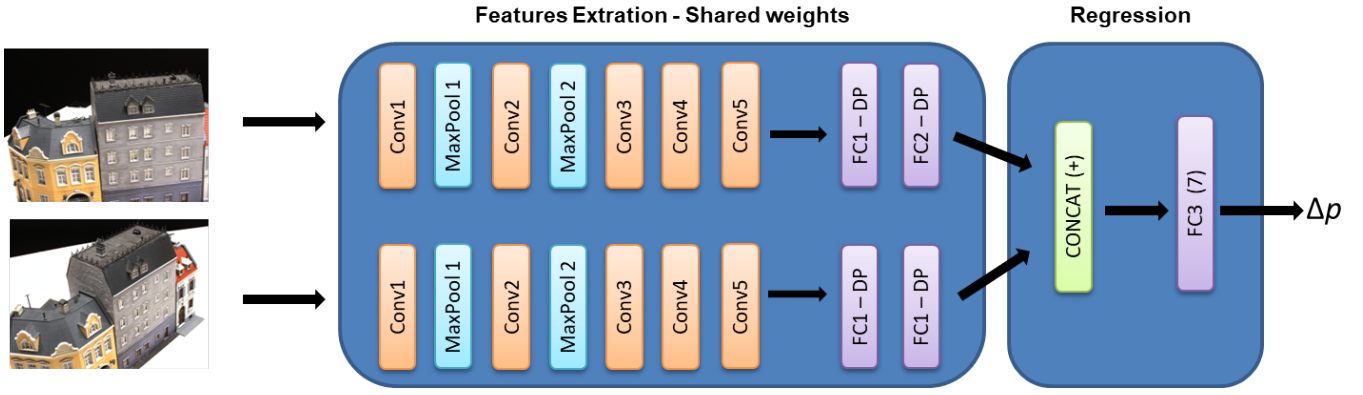 Features Extration - Shared weights
Regression
Conv1
MaxPool 1
Conv2
MaxPool 2
Conv3
Conv4
Conv5
FC1 – DP
FC2 – DP
Conv1
MaxPool 1
Conv2
MaxPool 2
Conv3
Conv4
Conv5
FC1 – DP
FC1 – DP
CONCAT (+)
FC3 (7)
Δp